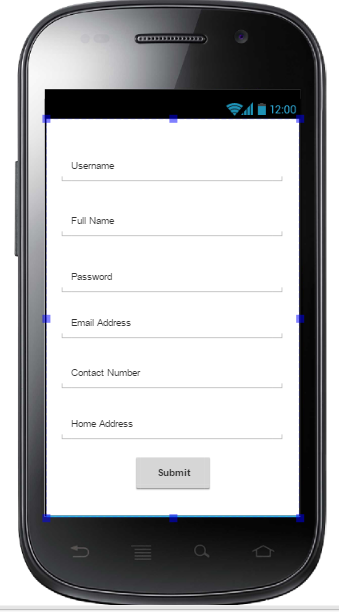 12:00
Username
Full Name
Password
Email Address
Contact Number
Home Address
Submit